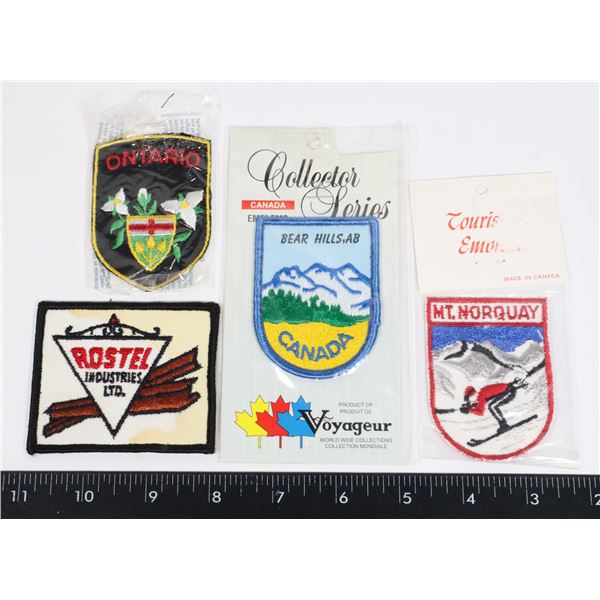 ONTARIO
Collector
CANADA
Series
BEAR HILLS,AB
CANADA
PRODUCT OF
PRODUIT DE
Voyageur
WORLD WIDE COLLECTIONS
COLLECTION MONDIALE
MADE IN CANADA
MT. NORQUAY
ROSTEL
INDUSTRIES
LTD.
11 10 9 8 7 6 5 4 3 2